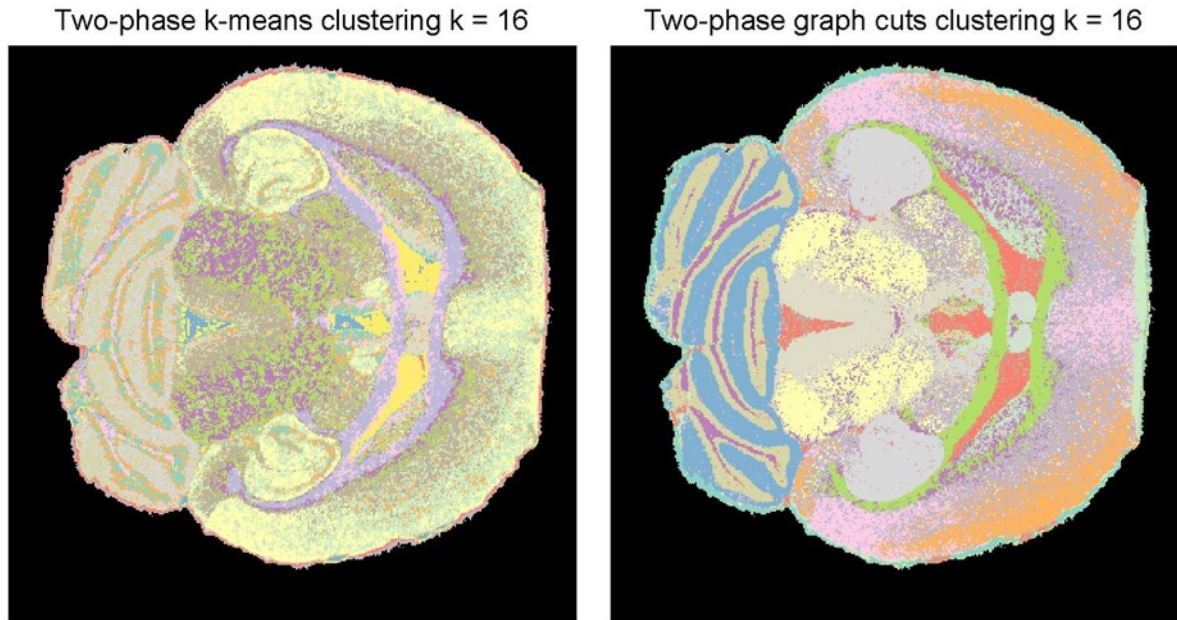 Two-phase k-means clustering k = 16
Two-phase graph cuts clustering k = 16